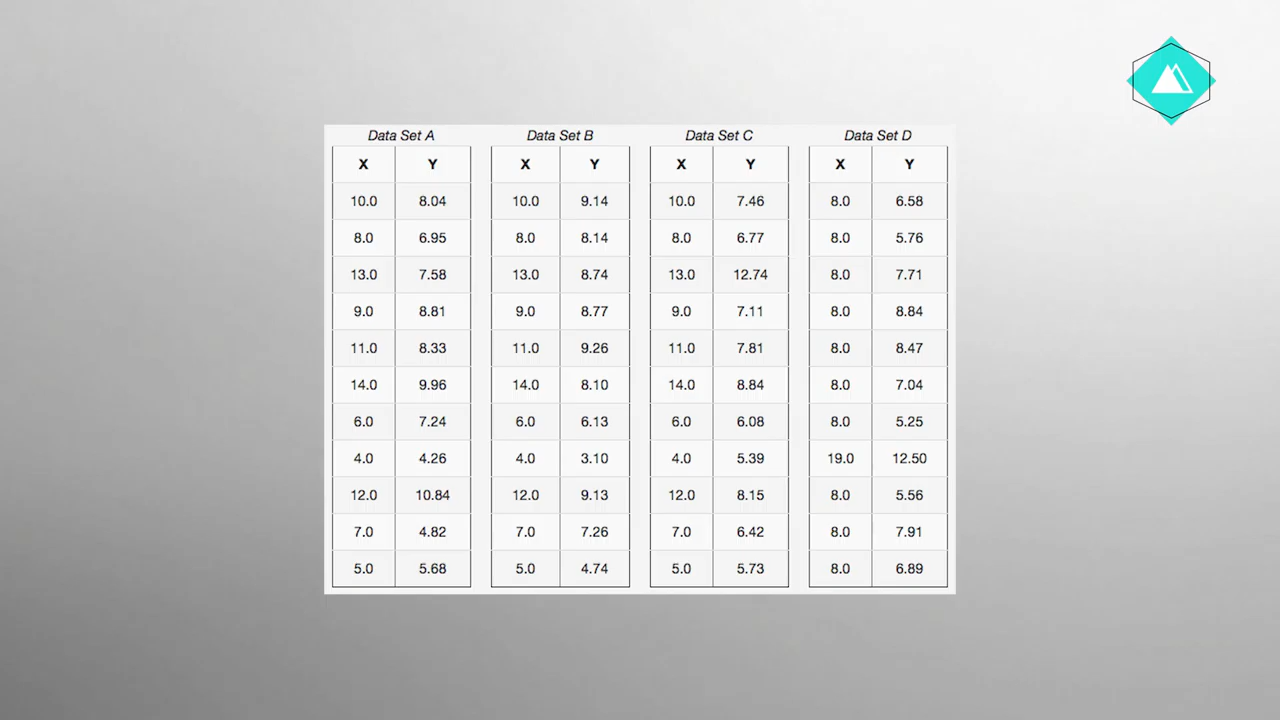 Data Set A Data Set B Data Set C Data Set D
X Y X Y X Y X Y
10.0 8.04 10.0 9.14 10.0 7.46 8.0 6.58
8.0 6.95 8.0 8.14 8.0 6.77 8.0 5.76
13.0 7.58 13.0 8.74 13.0 12.74 8.0 7.71
9.0 8.81 9.0 8.77 9.0 7.11 8.0 8.84
11.0 8.33 11.0 9.26 11.0 7.81 8.0 8.47
14.0 9.96 14.0 8.10 14.0 8.84 8.0 7.04
6.0 7.24 6.0 6.13 6.0 6.08 8.0 5.25
4.0 4.26 4.0 3.10 4.0 5.39 19.0 12.50
12.0 10.84 12.0 9.13 12.0 8.15 8.0 5.56
7.0 4.82 7.0 7.26 7.0 6.42 8.0 7.91
5.0 5.68 5.0 4.74 5.0 5.73 8.0 6.89